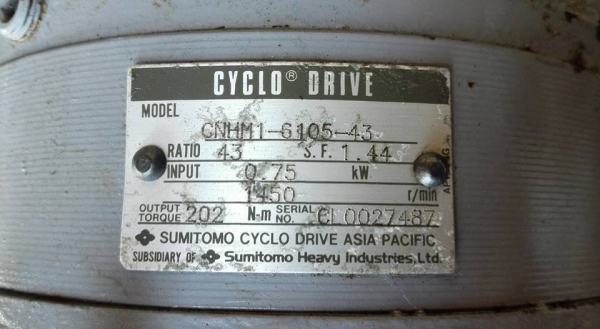 CYCLO® DRIVE
MODEL
CNHM1-6105-43
RATIO 43 S.F. 1.44
INPUT 0.75 kW
1450 r/min
OUTPUT TORQUE 202 N-m SERIAL NO. CL0027487
SUMITOMO CYCLO DRIVE ASIA PACIFIC
SUBSIDIARY OF Sumitomo Heavy Industries,Ltd.